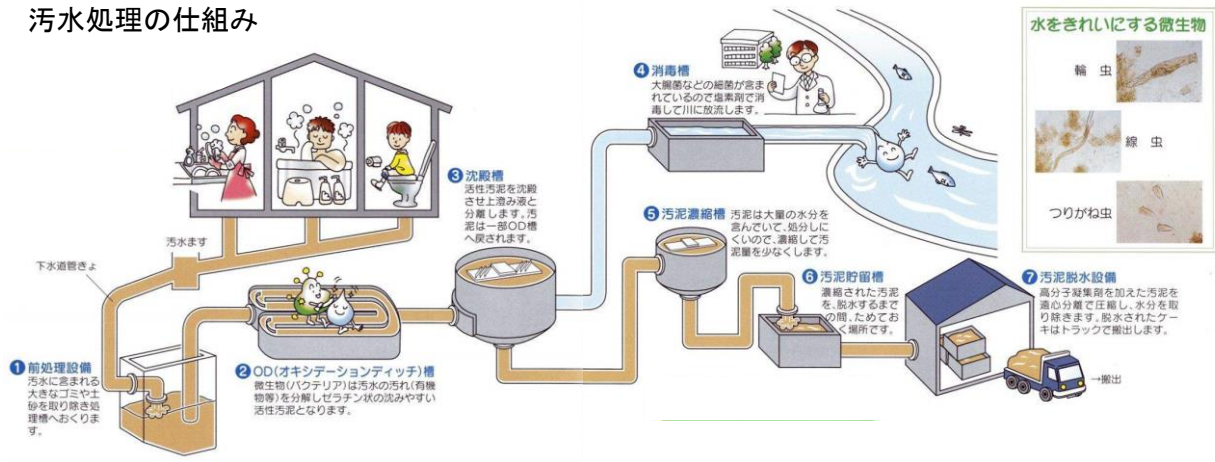 汚水処理の仕組み
水をきれいにする微生物
輪 虫
線 虫
つりがね虫
汚水ます
下水道管きょ
1 前処理設備
汚水に含まれる
大きなゴミや土
砂を取り除き処
理槽へおくりま
す。
2 OD(オキシデーションディッチ)槽
微生物(バクテリア)は汚水の汚れ(有機
物等)を分解しゼラチン状の沈みやすい
活性汚泥となります。
3 沈殿槽
活性汚泥を沈殿
させ上澄み液と
分離します。汚
泥は一部OD槽
へ戻されます。
4 消毒槽
大腸菌などの細菌が含ま
れているので塩素剤で消
毒して川に放流します。
5 汚泥濃縮槽
汚泥は大量の水分を
含んでいて、処分しに
くいので、濃縮して汚
泥量を少なくします。
6 汚泥貯留槽
濃縮された汚泥
を、脱水するまで
の間、ためてお
く場所です。
7 汚泥脱水設備
高分子凝集剤を加えた汚泥を
遠心分離で圧縮し、水分を取
り除きます。脱水されたケー
キはトラックで搬出します。
→搬出